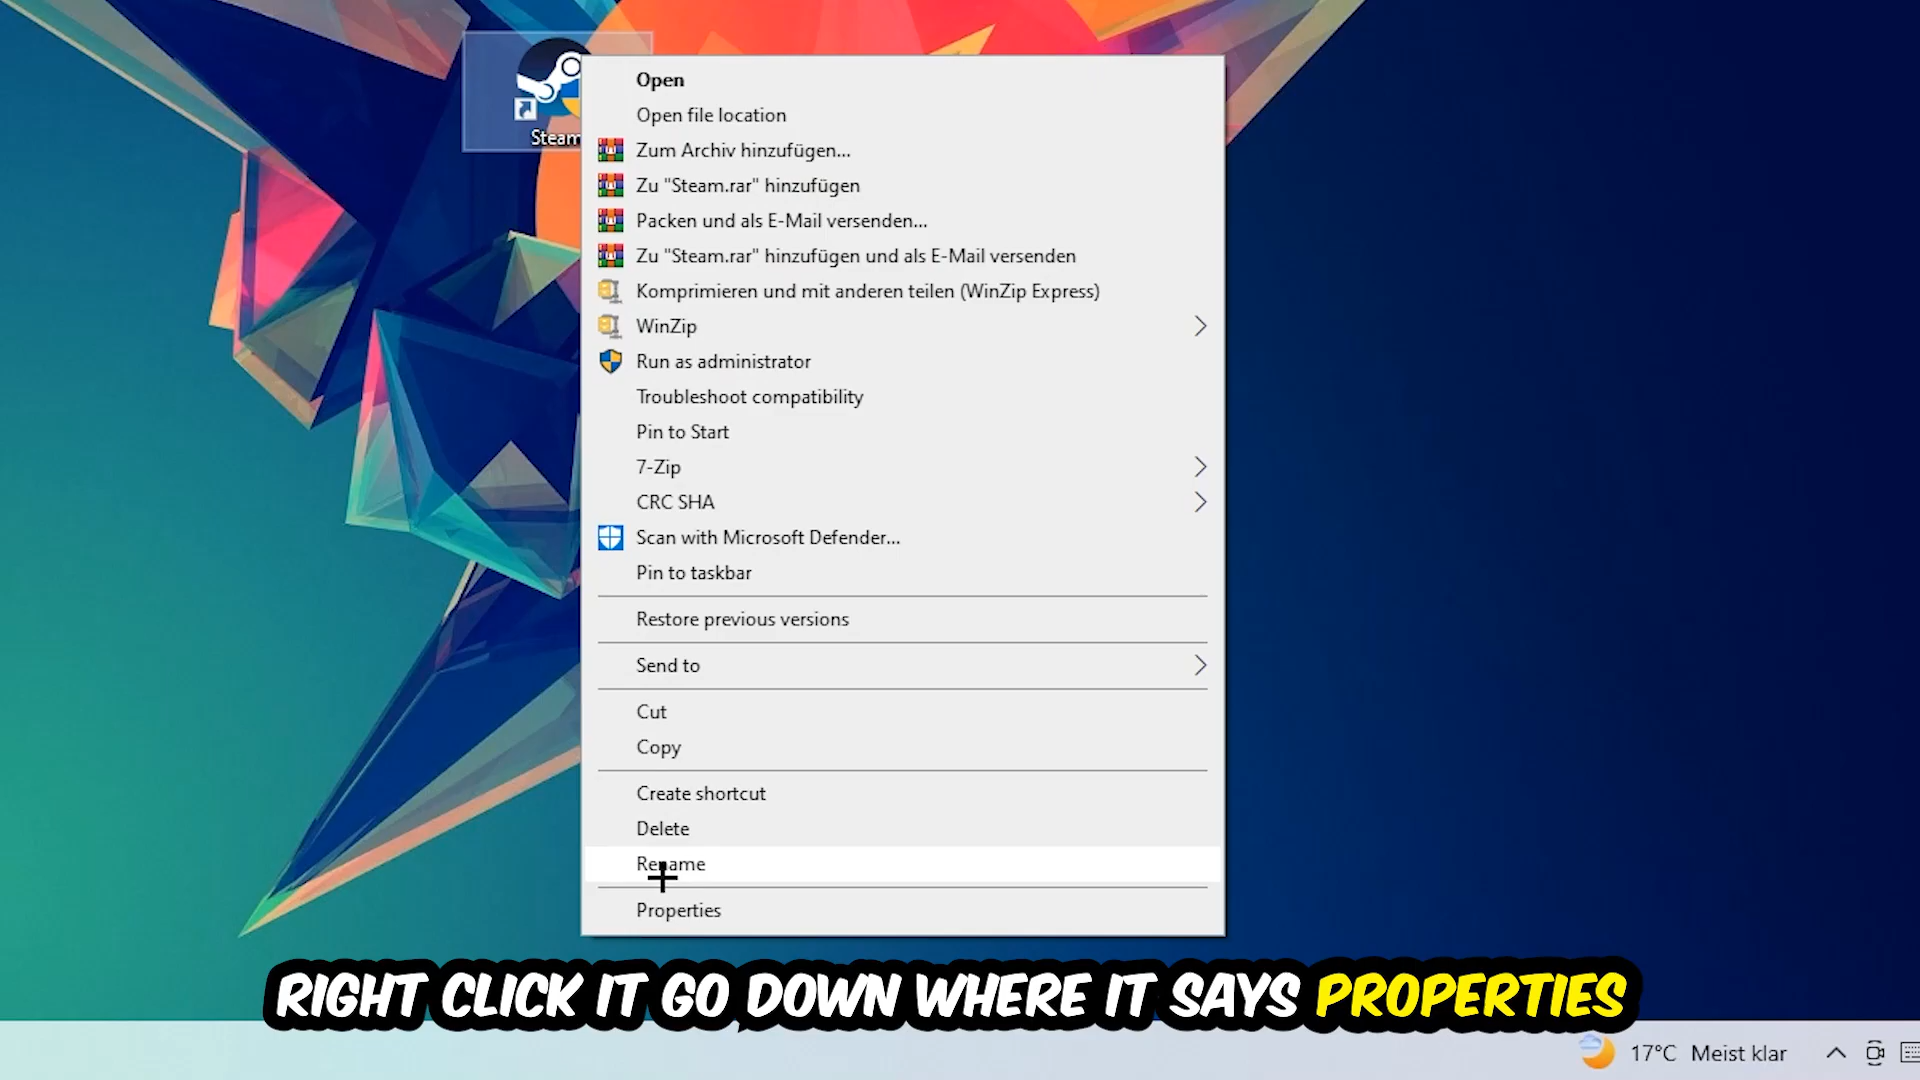 Steam
Open
Open file location
Zum Archiv hinzufügen...
Zu "Steam.rar" hinzufügen
Packen und als E-Mail versenden...
Zu "Steam.rar" hinzufügen und als E-Mail versenden
Komprimieren und mit anderen teilen (WinZip Express)
WinZip
Run as administrator
Troubleshoot compatibility
Pin to Start
7-Zip
CRC SHA
Scan with Microsoft Defender...
Pin to taskbar
Restore previous versions
Send to
Cut
Copy
Create shortcut
Delete
Rename
Properties
RIGHT CLICK IT GO DOWN WHERE IT SAYS PROPERTIES
17°C Meist klar